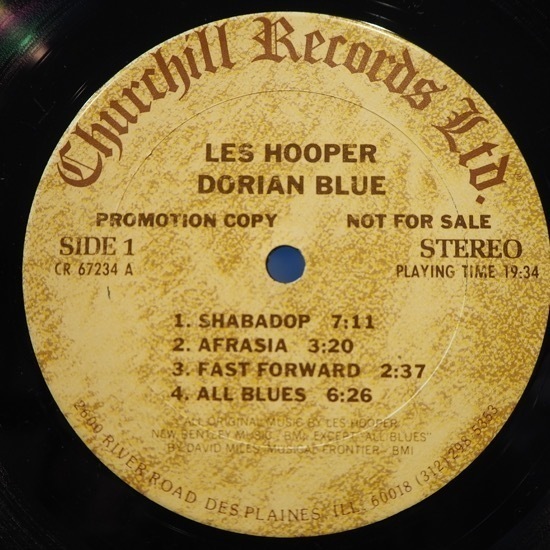 Churchill Records Ltd.
LES HOOPER
DORIAN BLUE
PROMOTION COPY NOT FOR SALE
SIDE 1 STEREO
CR 67234 A PLAYING TIME 19:34
1. SHABADOP 7:11
2. AFRASIA 3:20
3. FAST FORWARD 2:37
4. ALL BLUES 6:26
ALL ORIGINAL MUSIC BY LES HOOPER
NEW BENTLEY MUSIC / BMI EXCEPT "ALL BLUES"
BY DAVID MILES, MUSICAL FRONTIER - BMI
2600 RIVER ROAD DES PLAINES, ILL. 60018 (312) 298 5353